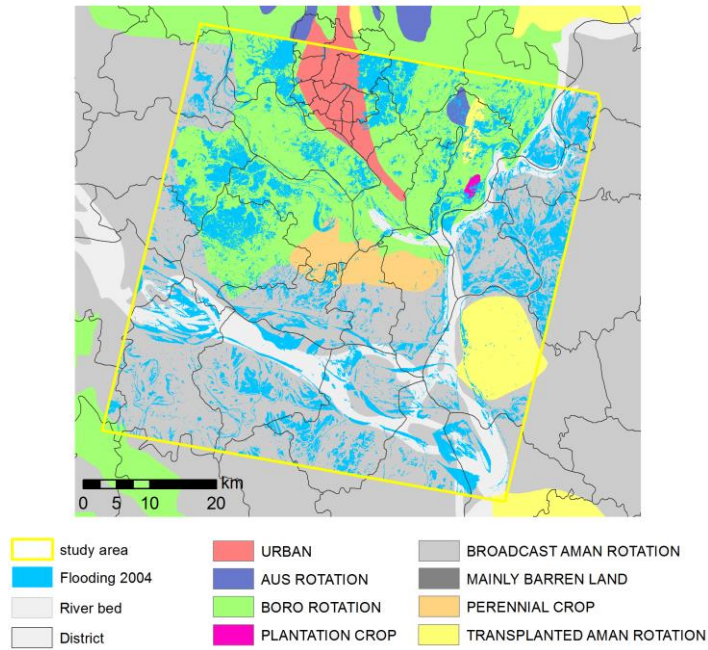 km
0 5 10 20
study area
Flooding 2004
River bed
District
URBAN
AUS ROTATION
BORO ROTATION
PLANTATION CROP
BROADCAST AMAN ROTATION
MAINLY BARREN LAND
PERENNIAL CROP
TRANSPLANTED AMAN ROTATION